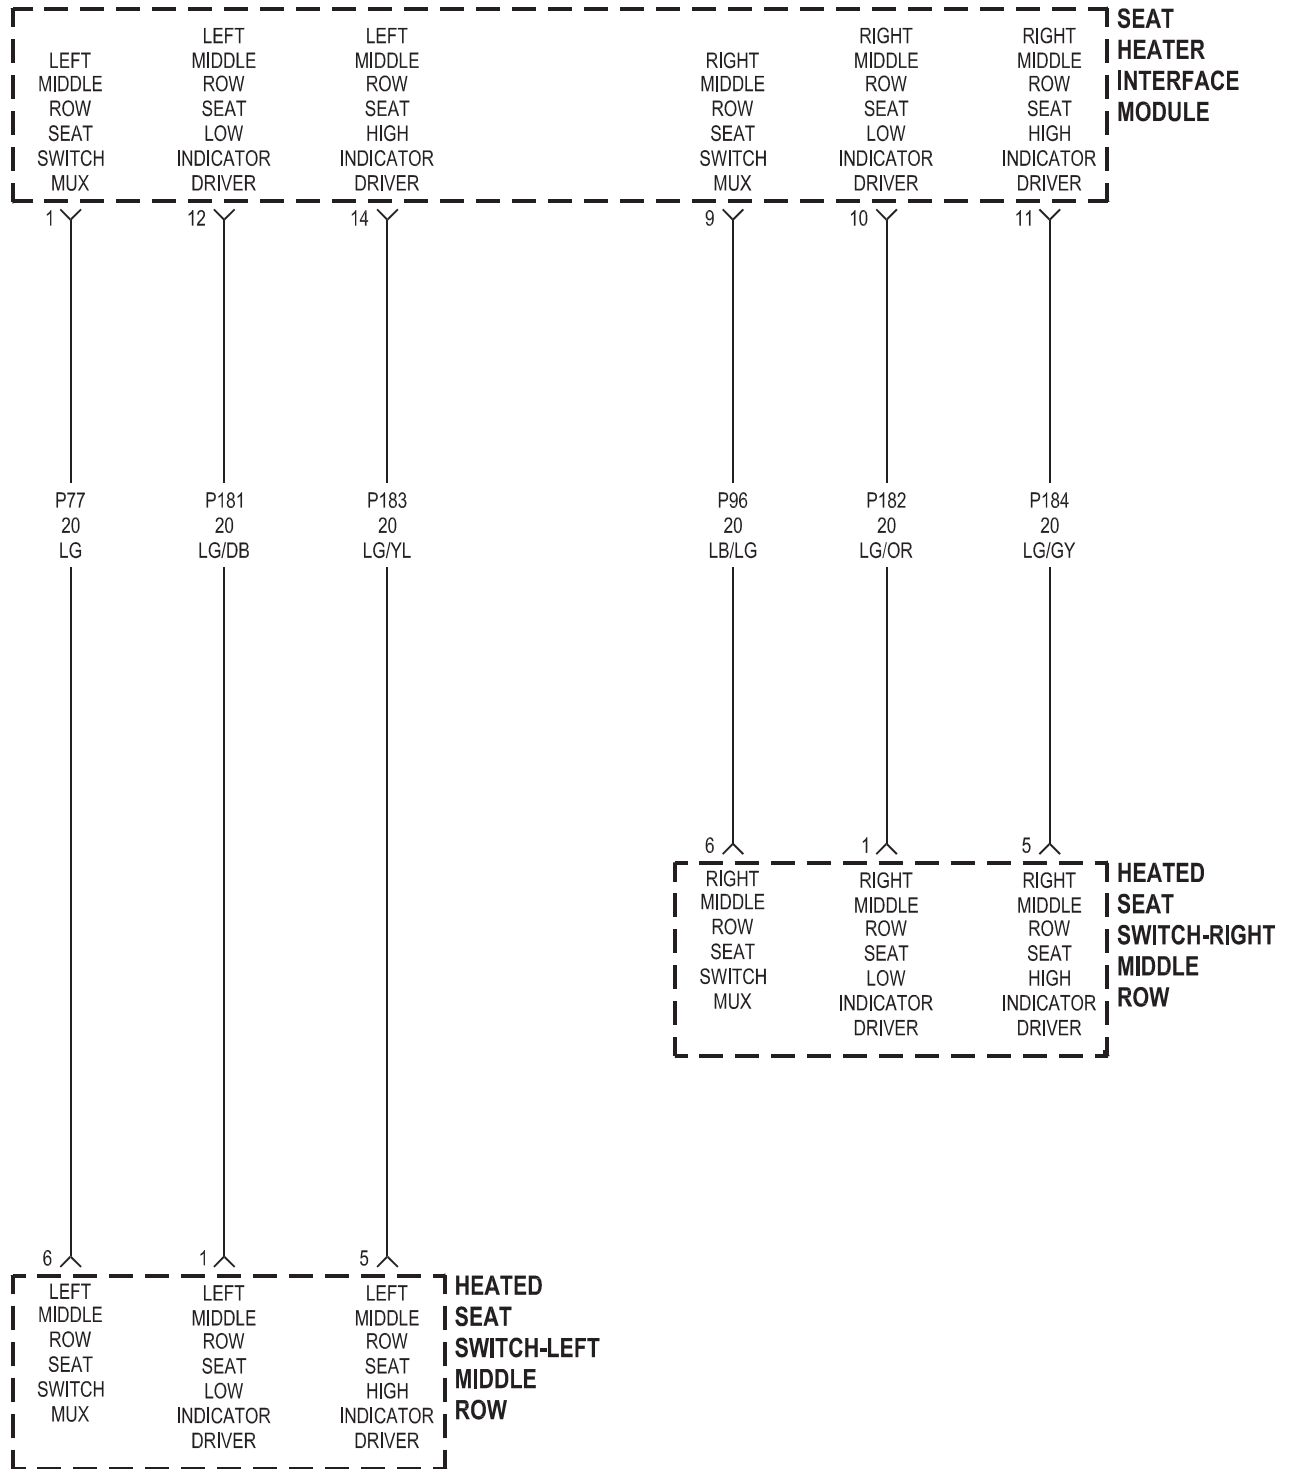 LEFT
MIDDLE
ROW
SEAT
SWITCH
MUX
LEFT
MIDDLE
ROW
SEAT
LOW
INDICATOR
DRIVER
LEFT
MIDDLE
ROW
SEAT
HIGH
INDICATOR
DRIVER
RIGHT
MIDDLE
ROW
SEAT
SWITCH
MUX
RIGHT
MIDDLE
ROW
SEAT
LOW
INDICATOR
DRIVER
RIGHT
MIDDLE
ROW
SEAT
HIGH
INDICATOR
DRIVER
SEAT
HEATER
INTERFACE
MODULE
1
12
14
9
10
11
P77
20
LG
P181
20
LG/DB
P183
20
LG/YL
P96
20
LB/LG
P182
20
LG/OR
P184
20
LG/GY
6
1
5
RIGHT
MIDDLE
ROW
SEAT
SWITCH
MUX
RIGHT
MIDDLE
ROW
SEAT
LOW
INDICATOR
DRIVER
RIGHT
MIDDLE
ROW
SEAT
HIGH
INDICATOR
DRIVER
HEATED
SEAT
SWITCH-RIGHT
MIDDLE
ROW
6
1
5
LEFT
MIDDLE
ROW
SEAT
SWITCH
MUX
LEFT
MIDDLE
ROW
SEAT
LOW
INDICATOR
DRIVER
LEFT
MIDDLE
ROW
SEAT
HIGH
INDICATOR
DRIVER
HEATED
SEAT
SWITCH-LEFT
MIDDLE
ROW